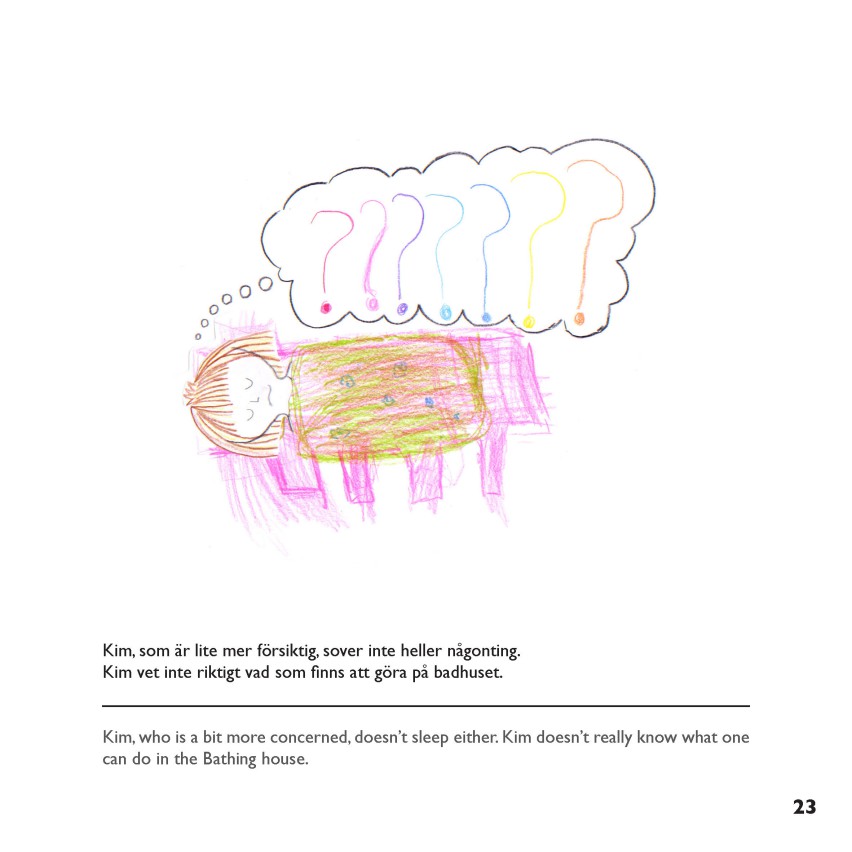 ? ? ? ? ? ? ?
Kim, som är lite mer försiktig, sover inte heller någonting.
Kim vet inte riktigt vad som finns att göra på badhuset.
Kim, who is a bit more concerned, doesn’t sleep either. Kim doesn’t really know what one
can do in the Bathing house.
23